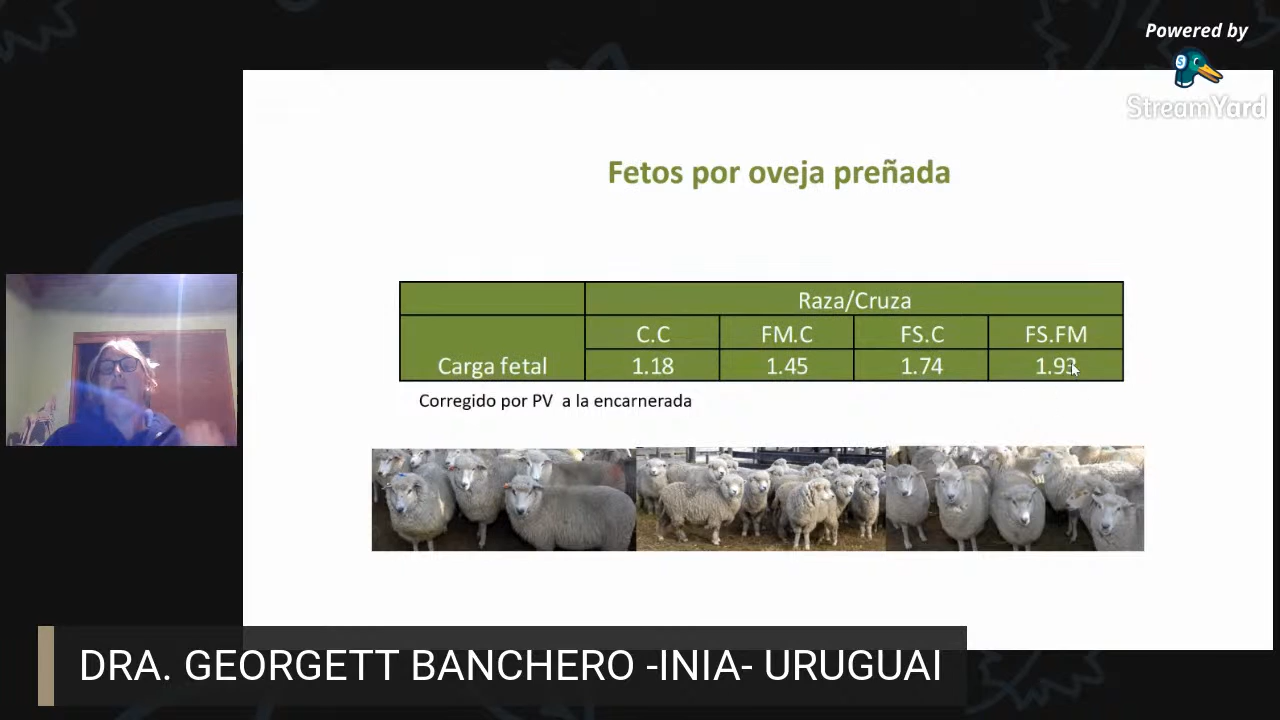 Powered by
StreamYard
Fetos por oveja preñada
Raza/Cruza
C.C FM.C FS.C FS.FM
Carga fetal 1.18 1.45 1.74 1.93
Corregido por PV a la encarnerada
DRA. GEORGETT BANCHERO -INIA- URUGUAI